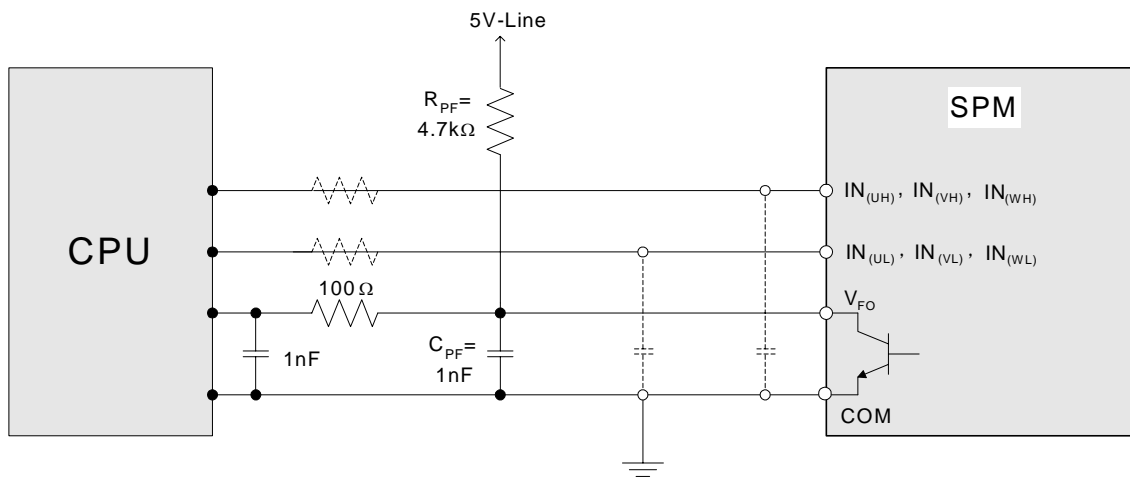 5V-Line
R_PF=
4.7kΩ
SPM
CPU
IN_(UH), IN_(VH), IN_(WH)
IN_(UL), IN_(VL), IN_(WL)
100Ω
V_FO
1nF
C_PF=
1nF
COM